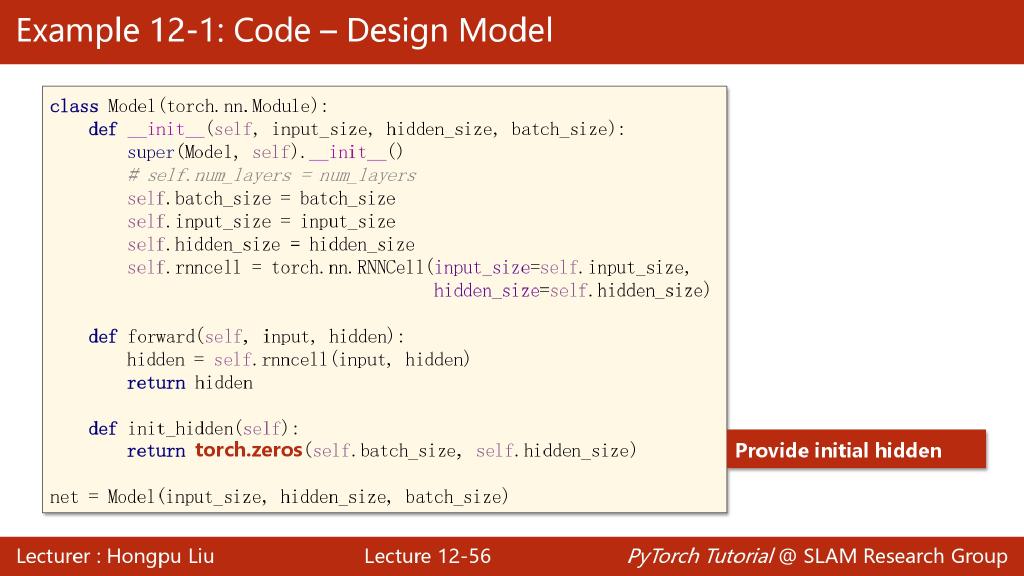 Example 12-1: Code – Design Model
class Model(torch.nn.Module):
    def __init__(self, input_size, hidden_size, batch_size):
        super(Model, self).__init__()
        # self.num_layers = num_layers
        self.batch_size = batch_size
        self.input_size = input_size
        self.hidden_size = hidden_size
        self.rnncell = torch.nn.RNNCell(input_size=self.input_size,
                                        hidden_size=self.hidden_size)
    def forward(self, input, hidden):
        hidden = self.rnncell(input, hidden)
        return hidden
    def init_hidden(self):
        return torch.zeros(self.batch_size, self.hidden_size)
Provide initial hidden
net = Model(input_size, hidden_size, batch_size)
Lecturer : Hongpu Liu
Lecture 12-56
PyTorch Tutorial @ SLAM Research Group